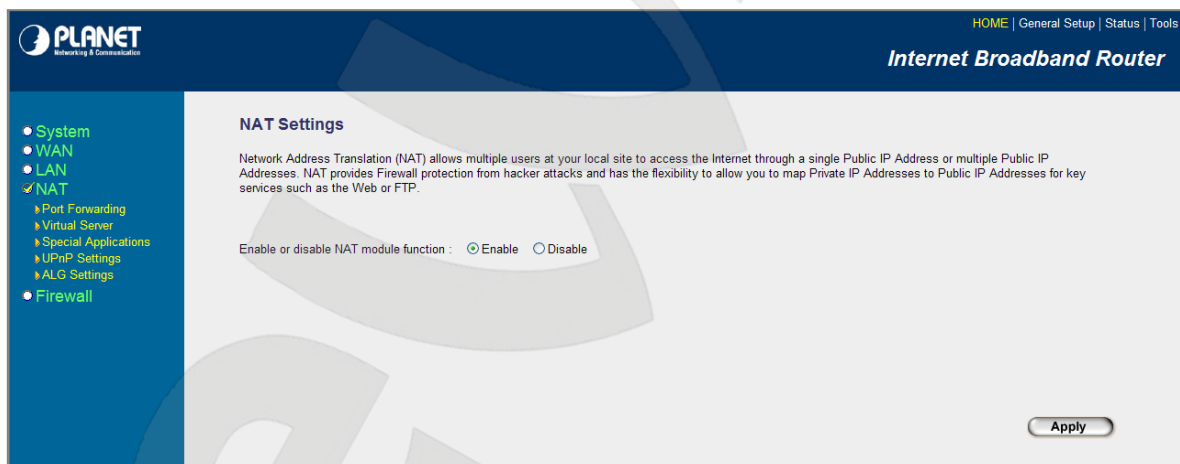 PLANET
Networking & Communication
HOME | General Setup | Status | Tools
Internet Broadband Router
System
WAN
LAN
NAT
Port Forwarding
Virtual Server
Special Applications
UPnP Settings
ALG Settings
Firewall
NAT Settings
Network Address Translation (NAT) allows multiple users at your local site to access the Internet through a single Public IP Address or multiple Public IP
Addresses. NAT provides Firewall protection from hacker attacks and has the flexibility to allow you to map Private IP Addresses to Public IP Addresses for key
services such as the Web or FTP.
Enable or disable NAT module function : Enable Disable
Apply